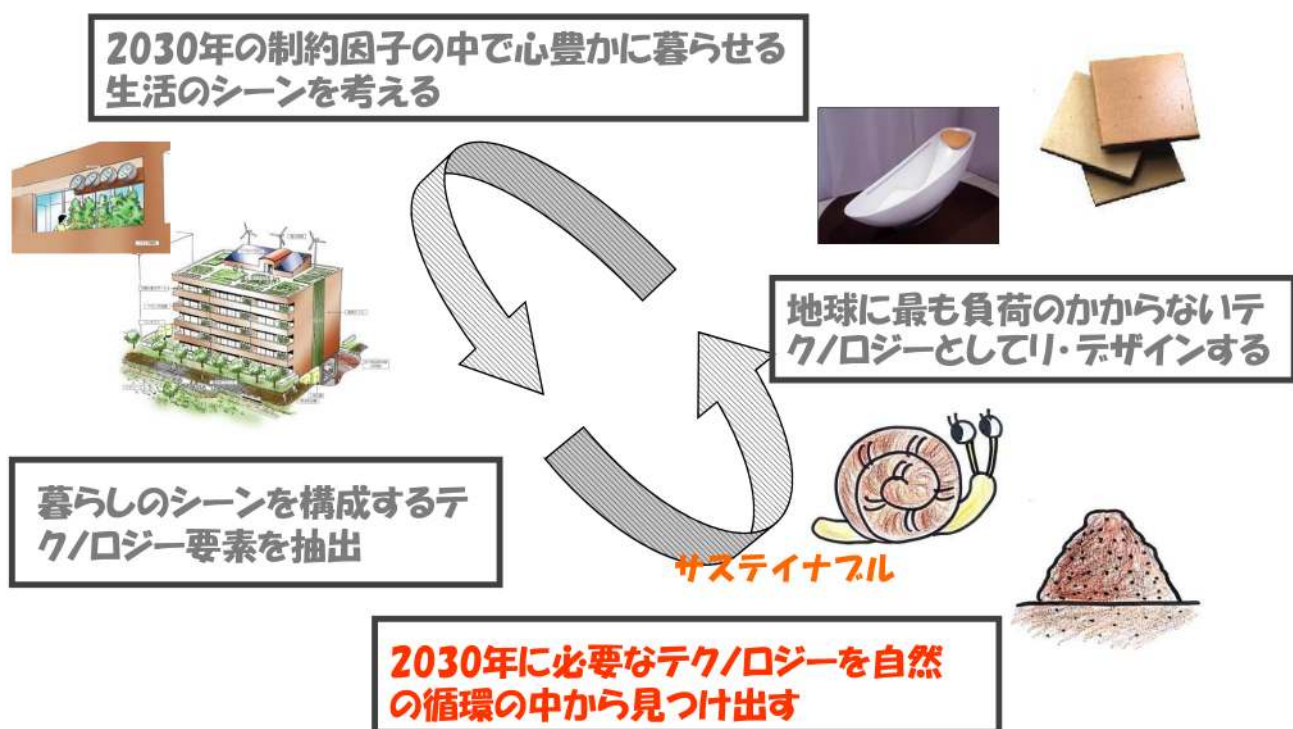 2030年の制約因子の中で心豊かに暮らせる
生活のシーンを考える
地球に最も負荷のかからないテ
クノロジーとしてリ・デザインする
暮らしのシーンを構成するテ
クノロジー要素を抽出
サステイナブル
2030年に必要なテクノロジーを自然
の循環の中から見つけ出す